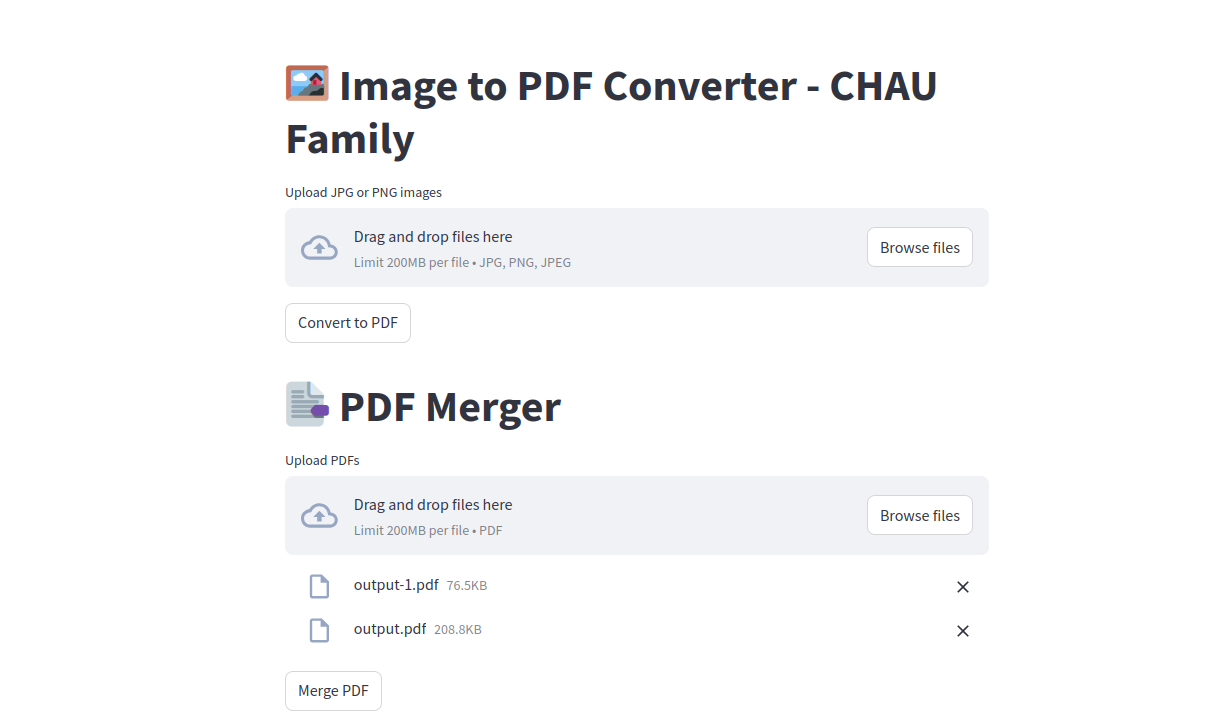 Image to PDF Converter - CHAU
Family
Upload JPG or PNG images
Drag and drop files here
Limit 200MB per file • JPG, PNG, JPEG
Browse files
Convert to PDF
PDF Merger
Upload PDFs
Drag and drop files here
Limit 200MB per file • PDF
Browse files
output-1.pdf 76.5KB
output.pdf 208.8KB
Merge PDF